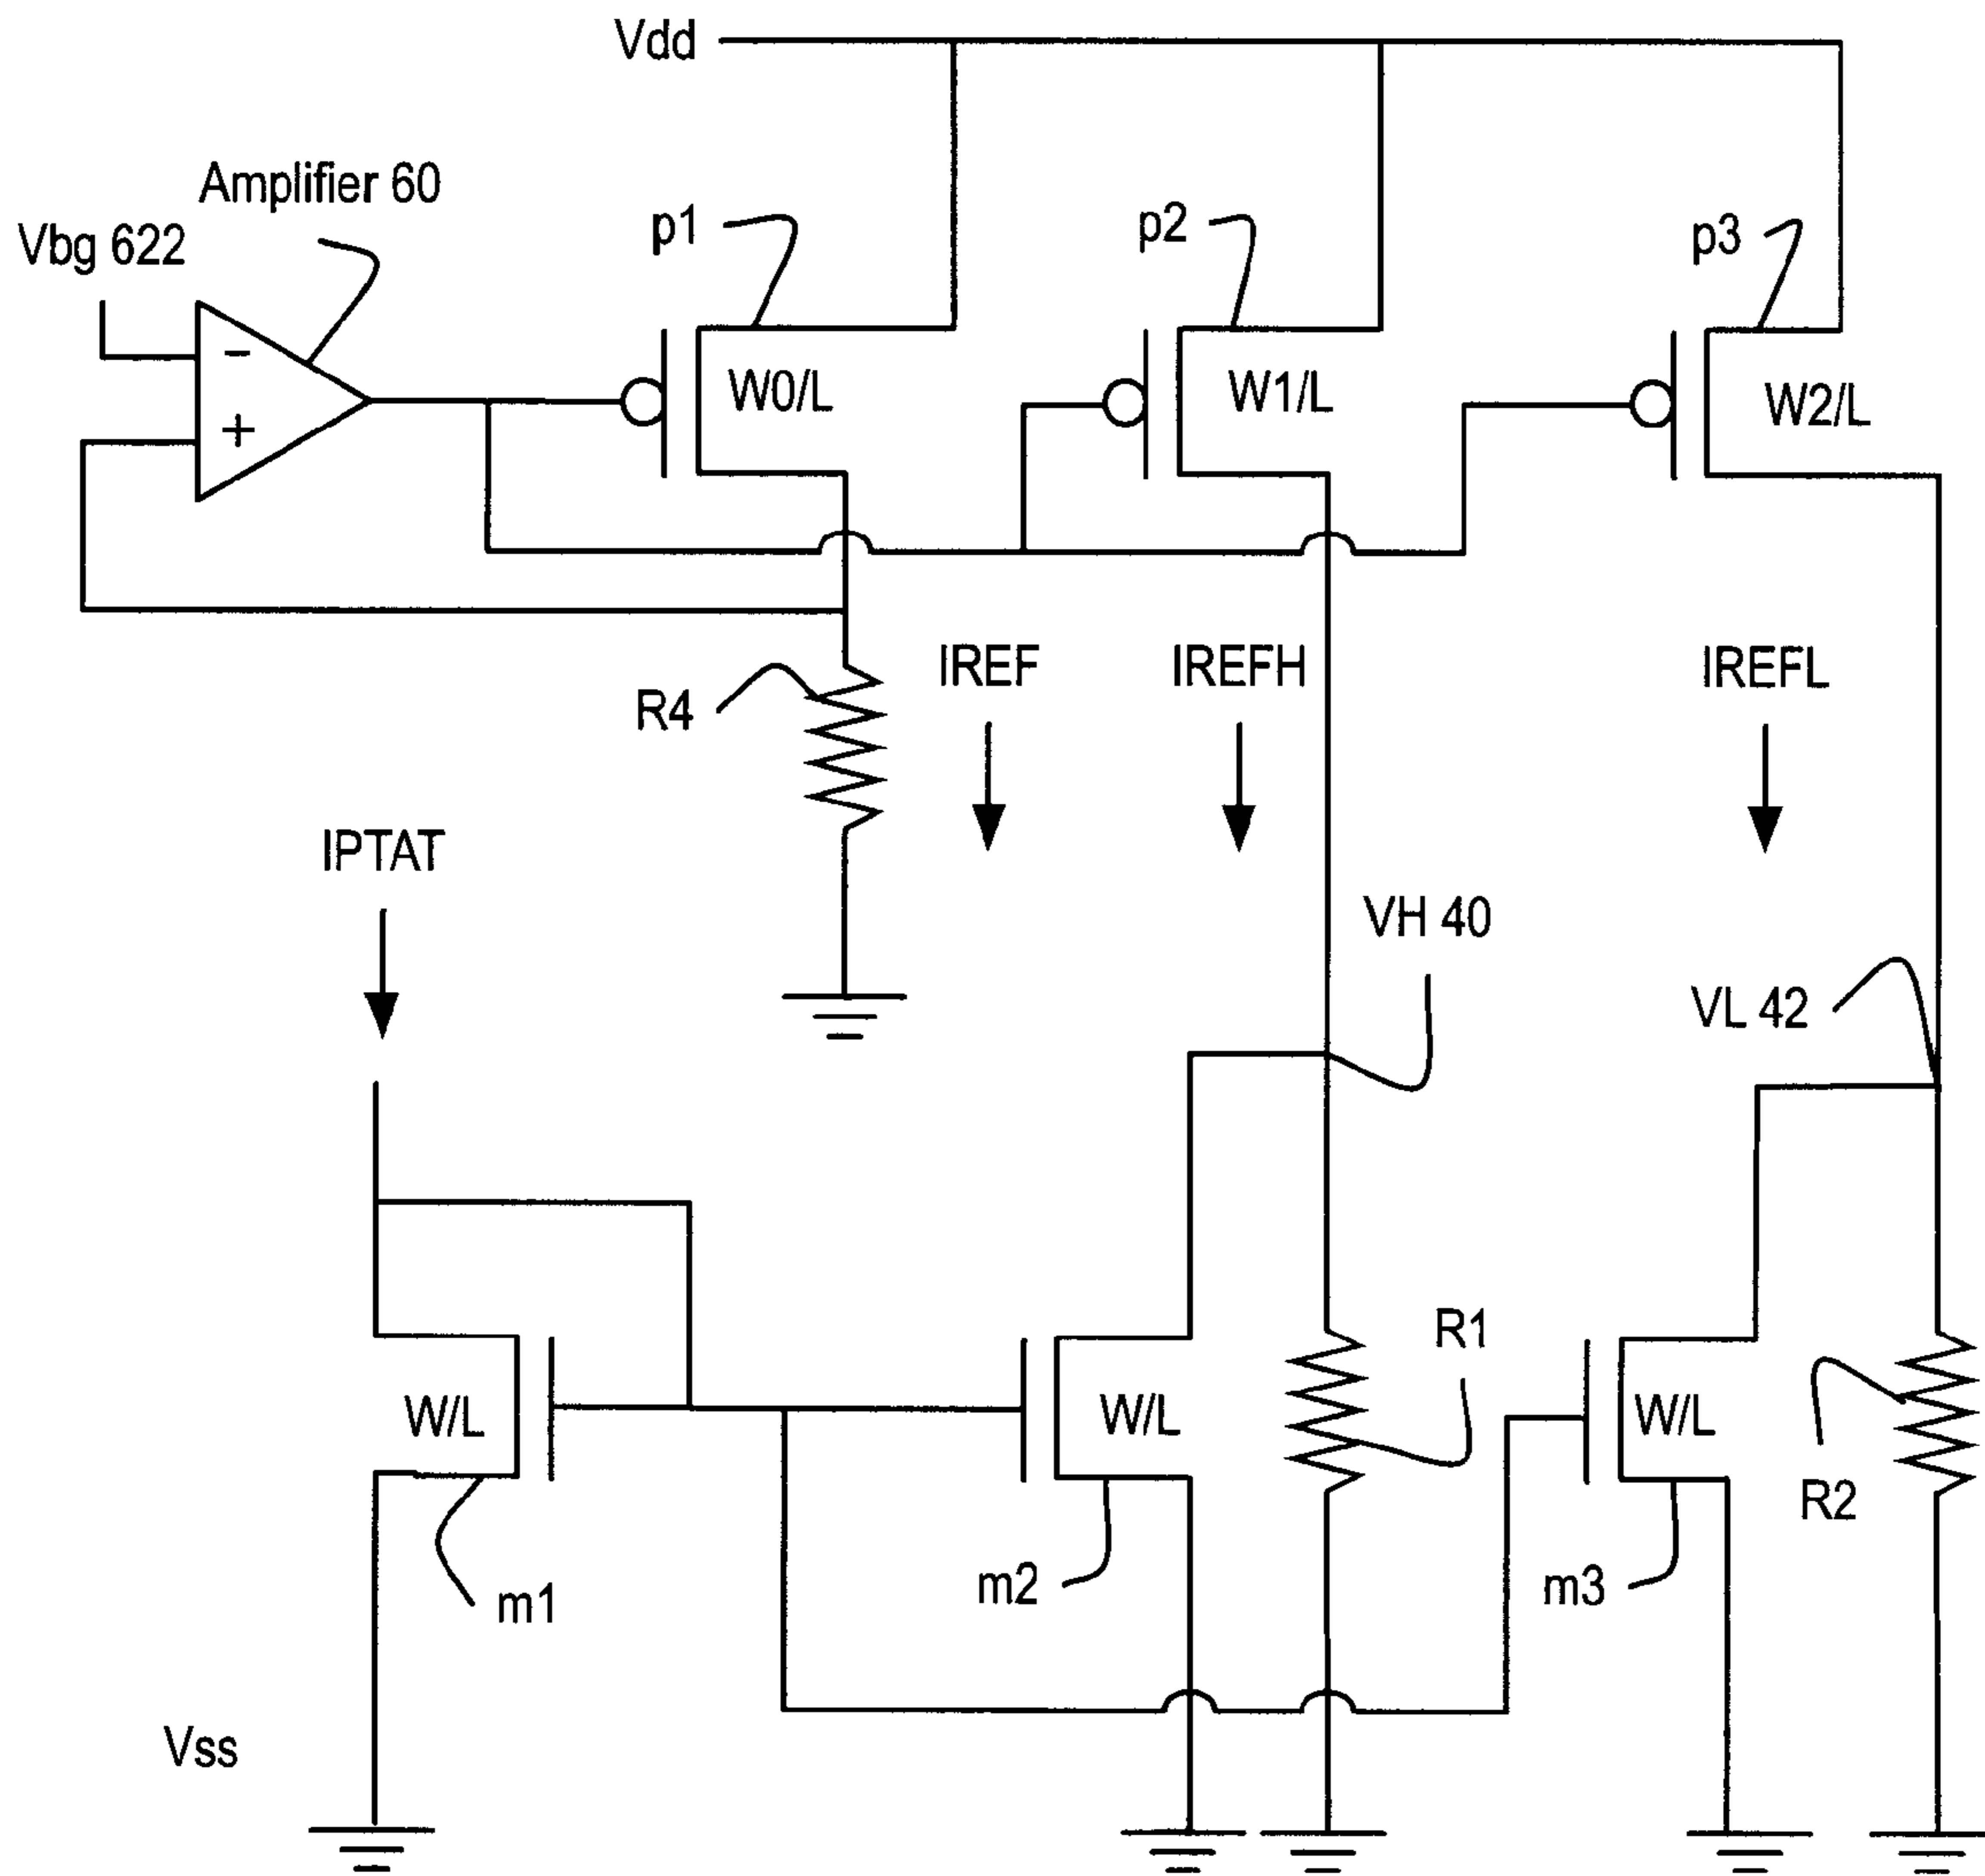 Vdd
Amplifier 60
Vbg 622
p1
p2
p3
-
+
W0/L
W1/L
W2/L
R4
IREF
IREFH
IREFL
IPTAT
VH 40
VL 42
W/L
W/L
R1
W/L
R2
m1
m2
m3
Vss